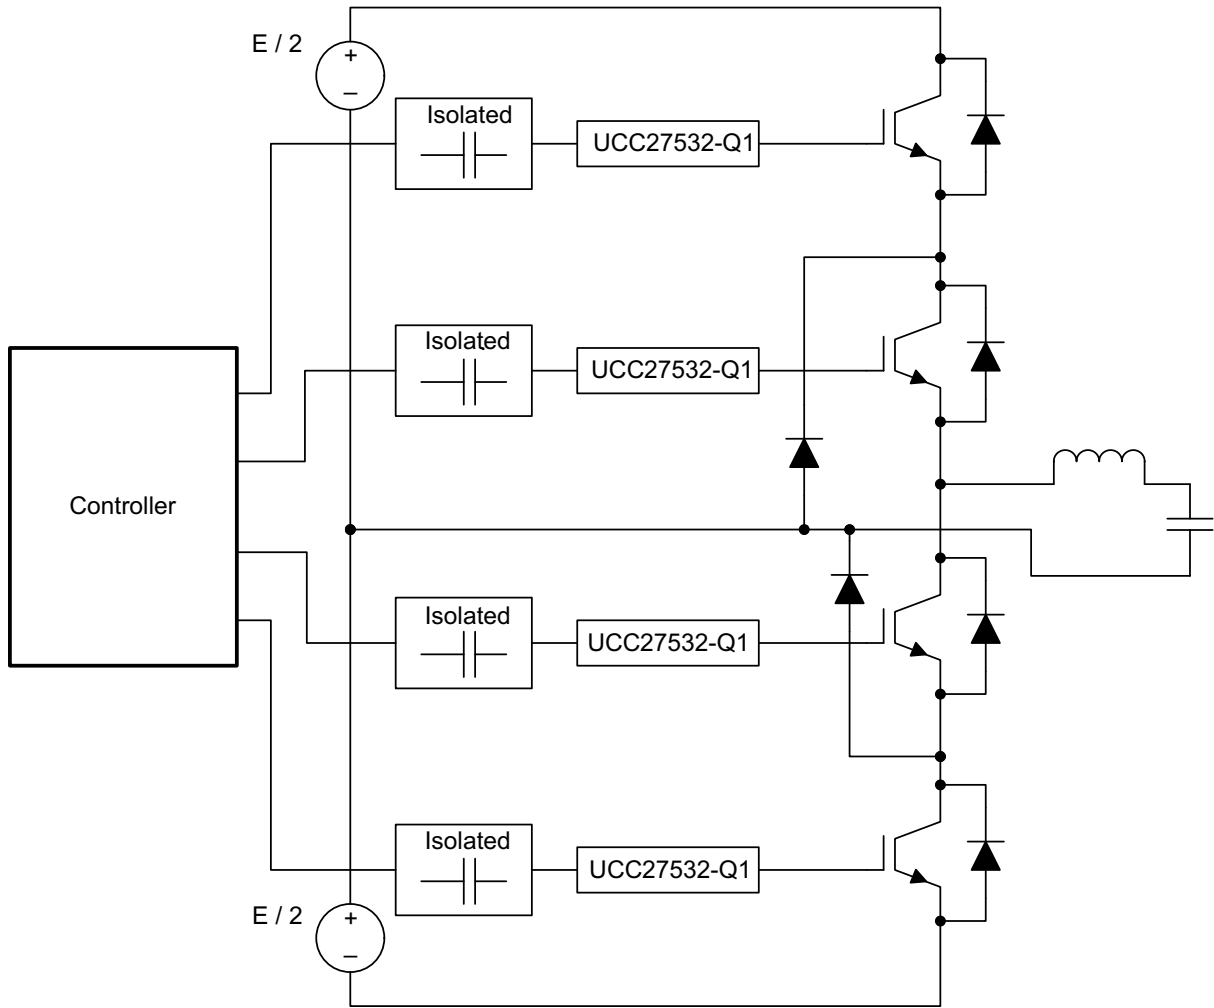 E / 2
+
–
Isolated
UCC27532-Q1
Isolated
UCC27532-Q1
Controller
Isolated
UCC27532-Q1
Isolated
UCC27532-Q1
E / 2
+
–